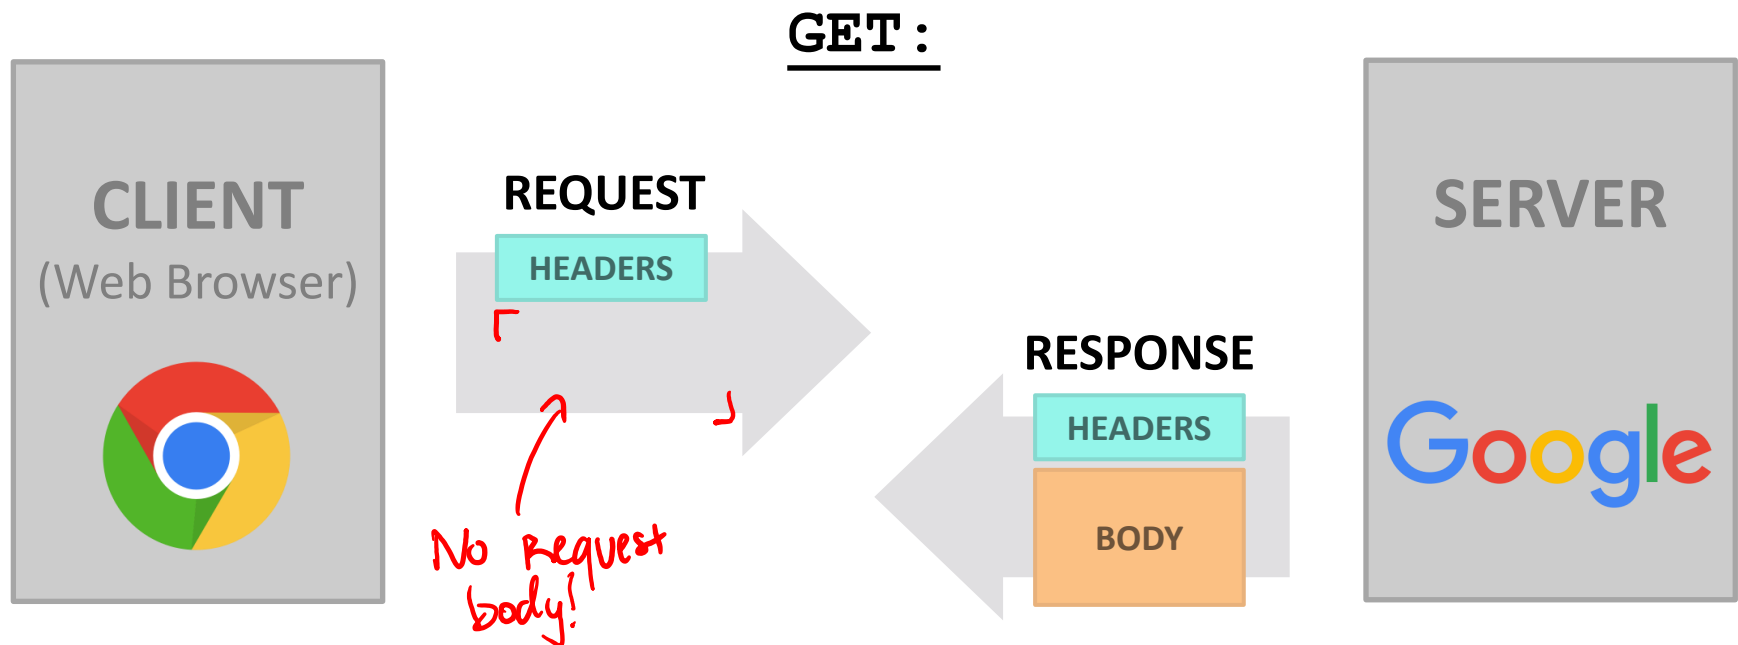 GET:
CLIENT
(Web Browser)
REQUEST
HEADERS
No Request
body!
RESPONSE
HEADERS
BODY
SERVER
Google